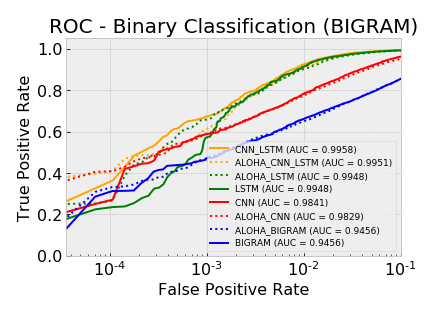 ROC - Binary Classification (BIGRAM)
True Positive Rate
1.0
0.8
0.6
0.4
0.2
0.0
CNN_LSTM (AUC = 0.9958)
ALOHA_CNN_LSTM (AUC = 0.9951)
ALOHA_LSTM (AUC = 0.9948)
LSTM (AUC = 0.9948)
CNN (AUC = 0.9841)
ALOHA_CNN (AUC = 0.9829)
ALOHA_BIGRAM (AUC = 0.9456)
BIGRAM (AUC = 0.9456)
10⁻⁴ 10⁻³ 10⁻² 10⁻¹
False Positive Rate